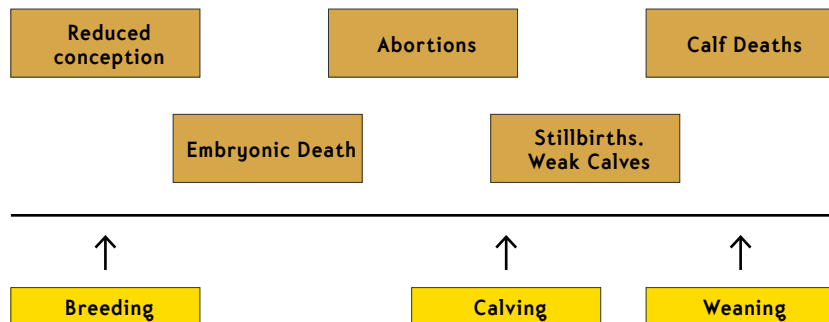 Reduced
conception
Abortions
Calf Deaths
Embryonic Death
Stillbirths.
Weak Calves
Breeding
Calving
Weaning